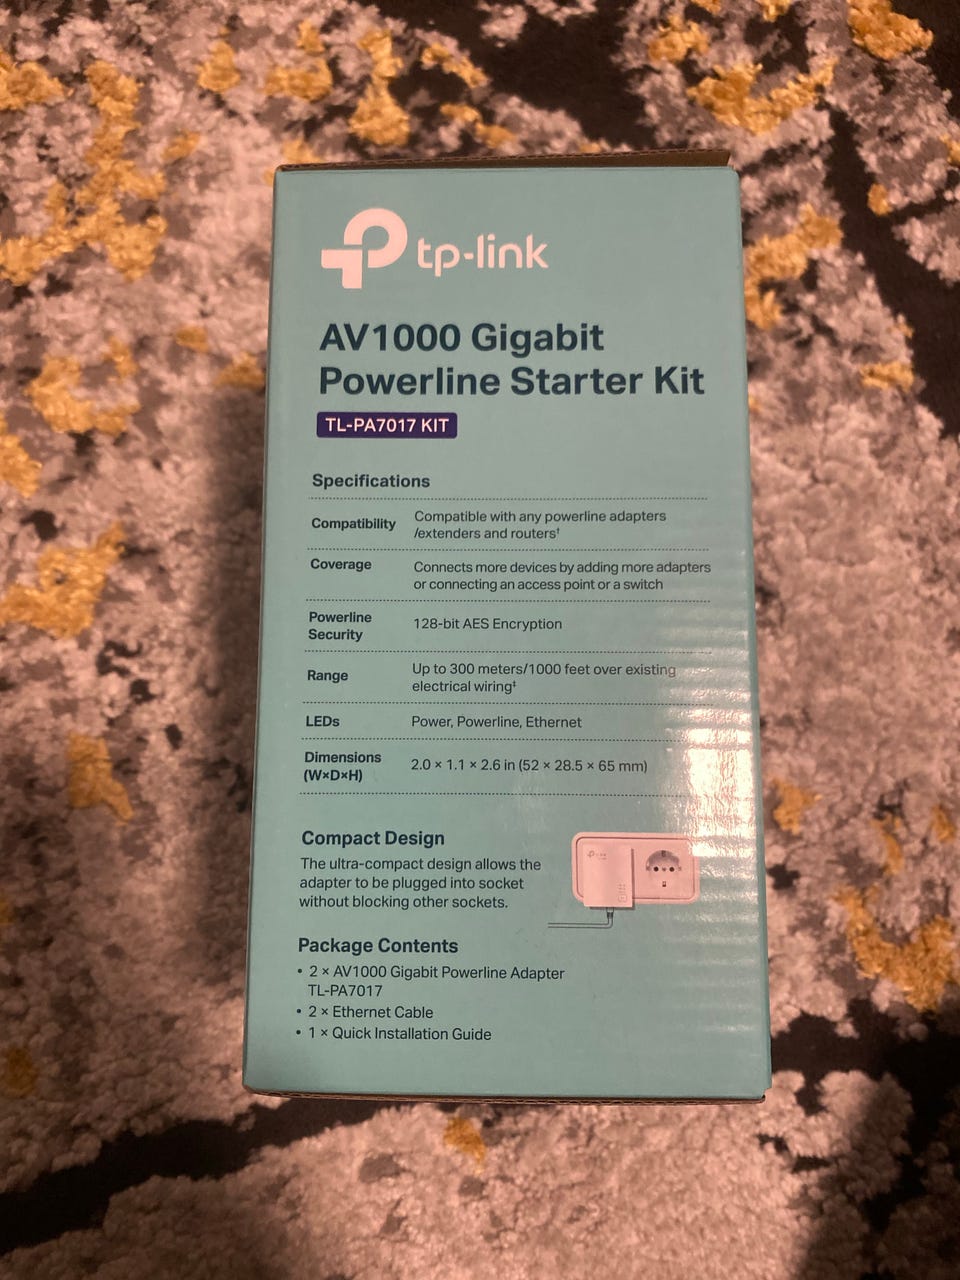 tp-link
AV1000 Gigabit
Powerline Starter Kit
TL-PA7017 KIT
Specifications
Compatibility Compatible with any powerline adapters
/extenders and routers†
Coverage Connects more devices by adding more adapters
or connecting an access point or a switch
Powerline
Security 128-bit AES Encryption
Range Up to 300 meters/1000 feet over existing
electrical wiring‡
LEDs Power, Powerline, Ethernet
Dimensions
(W×D×H) 2.0 × 1.1 × 2.6 in (52 × 28.5 × 65 mm)
Compact Design
The ultra-compact design allows the
adapter to be plugged into socket
without blocking other sockets.
Package Contents
• 2 × AV1000 Gigabit Powerline Adapter
TL-PA7017
• 2 × Ethernet Cable
• 1 × Quick Installation Guide